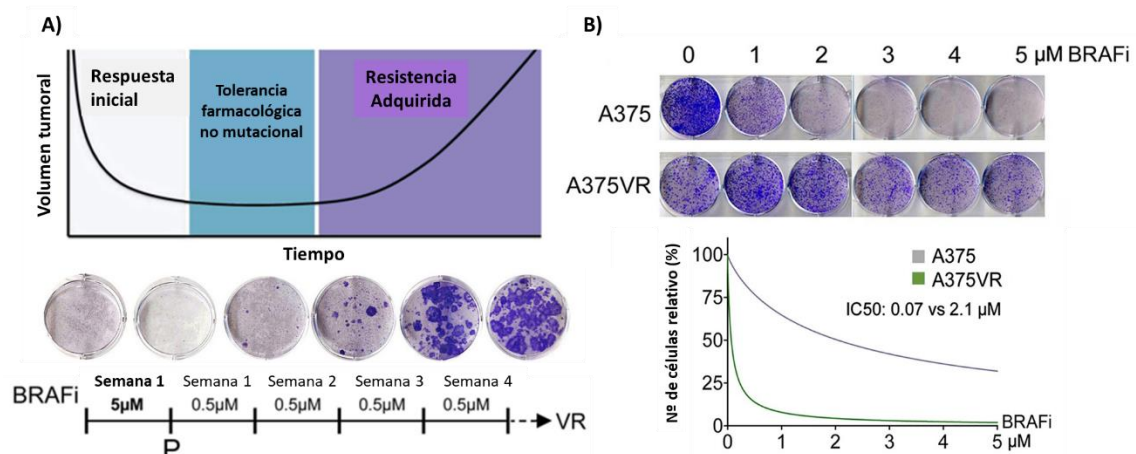 A)
Volumen tumoral
Respuesta
inicial
Tolerancia
farmacológica
no mutacional
Resistencia
Adquirida
Tiempo
Semana 1 Semana 1 Semana 2 Semana 3 Semana 4
BRAFi 5µM 0.5µM 0.5µM 0.5µM 0.5µM
VR
P
B)
0 1 2 3 4 5 µM BRAFi
A375
A375VR
Nº de células relativo (%)
100
75
50
25
0
A375
A375VR
IC50: 0.07 vs 2.1 µM
BRAFi
0 1 2 3 4 5 µM